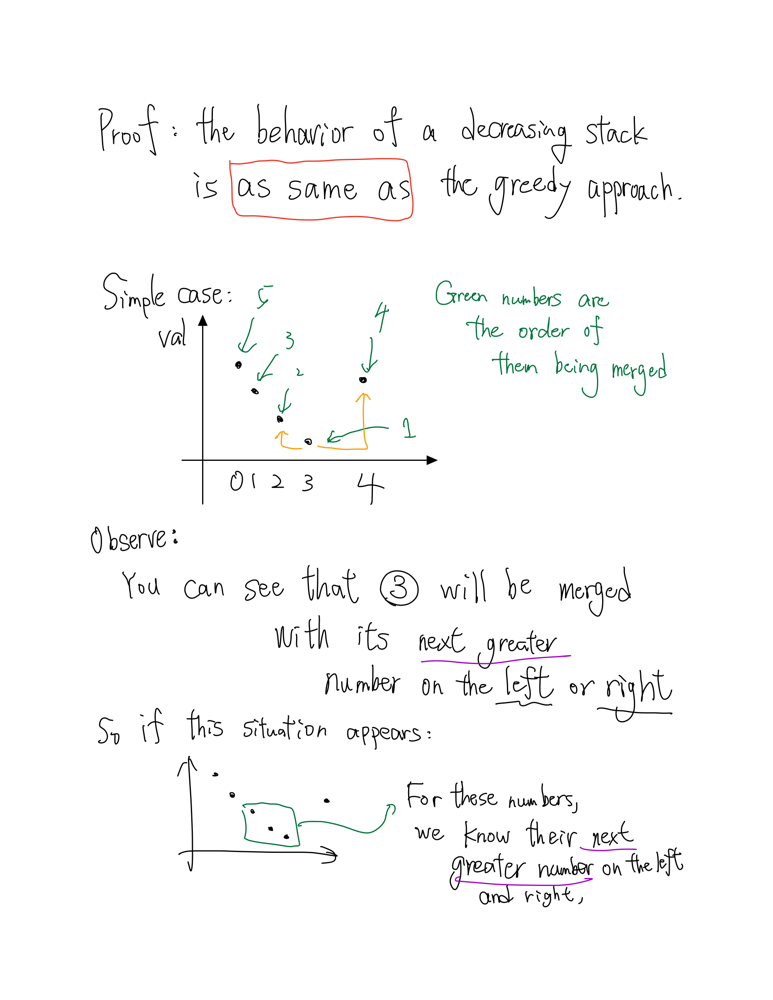 Proof: the behavior of a decreasing stack
is as same as the greedy approach.
Simple case:
5
Green numbers are
4
the order of
val
3
them being merged
2
1
0 1 2 3 4
Observe:
You can see that ③ will be merged
with its next greater
number on the left or right
So if this situation appears:
For these numbers,
we know their next
greater number on the left
and right,